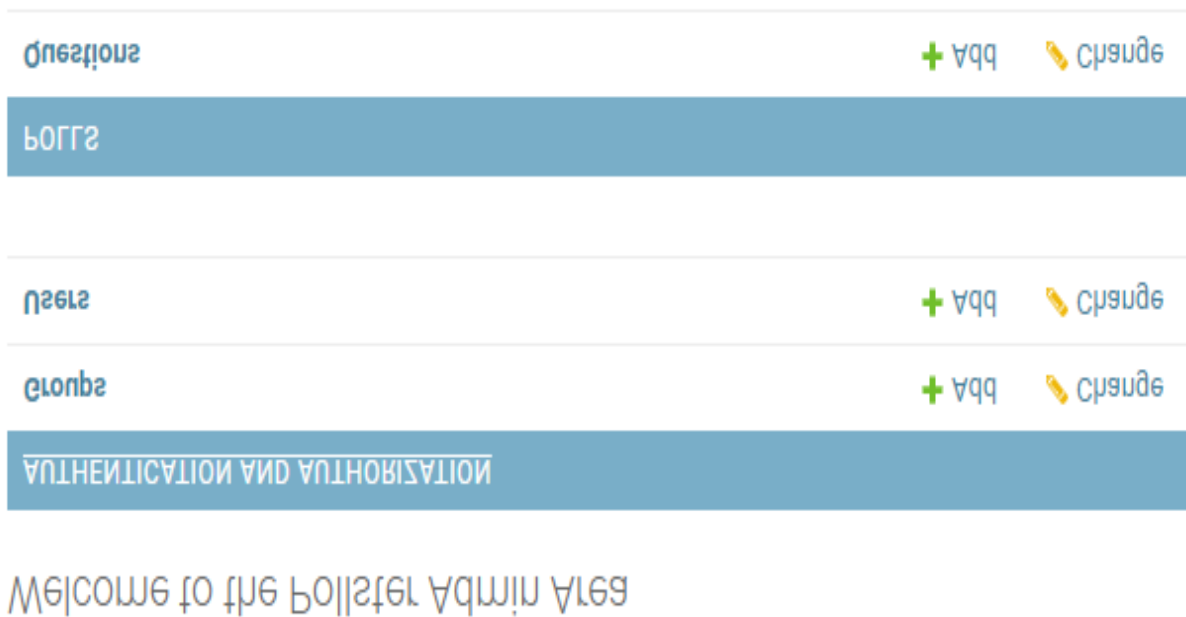 Welcome to the Pollster Admin Area
AUTHENTICATION AND AUTHORIZATION
Groups Add Change
Users Add Change
POLLS
Questions Add Change